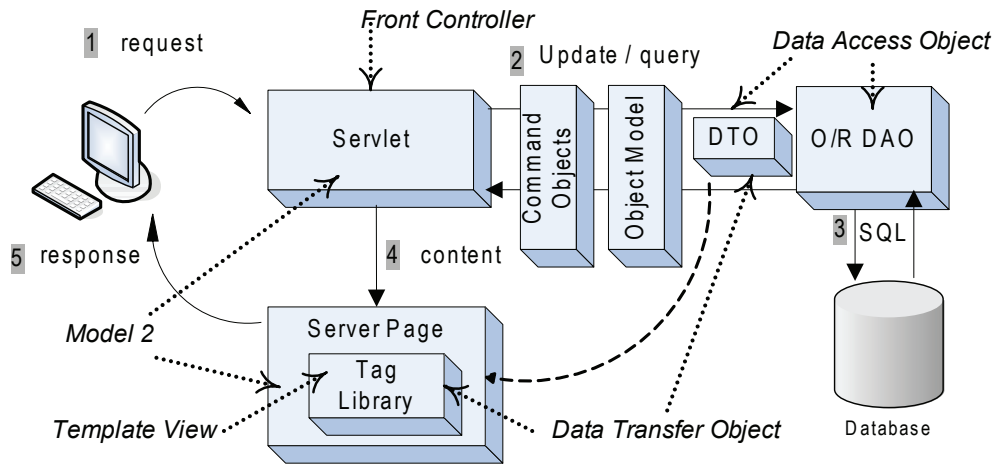 Front Controller
1 request
2 Update / query
Data Access Object
Servlet
Command
Objects
Object Model
DTO
O/R DAO
3 SQL
5 response
4 content
Model 2
Server Page
Tag
Library
Template View
Data Transfer Object
Database